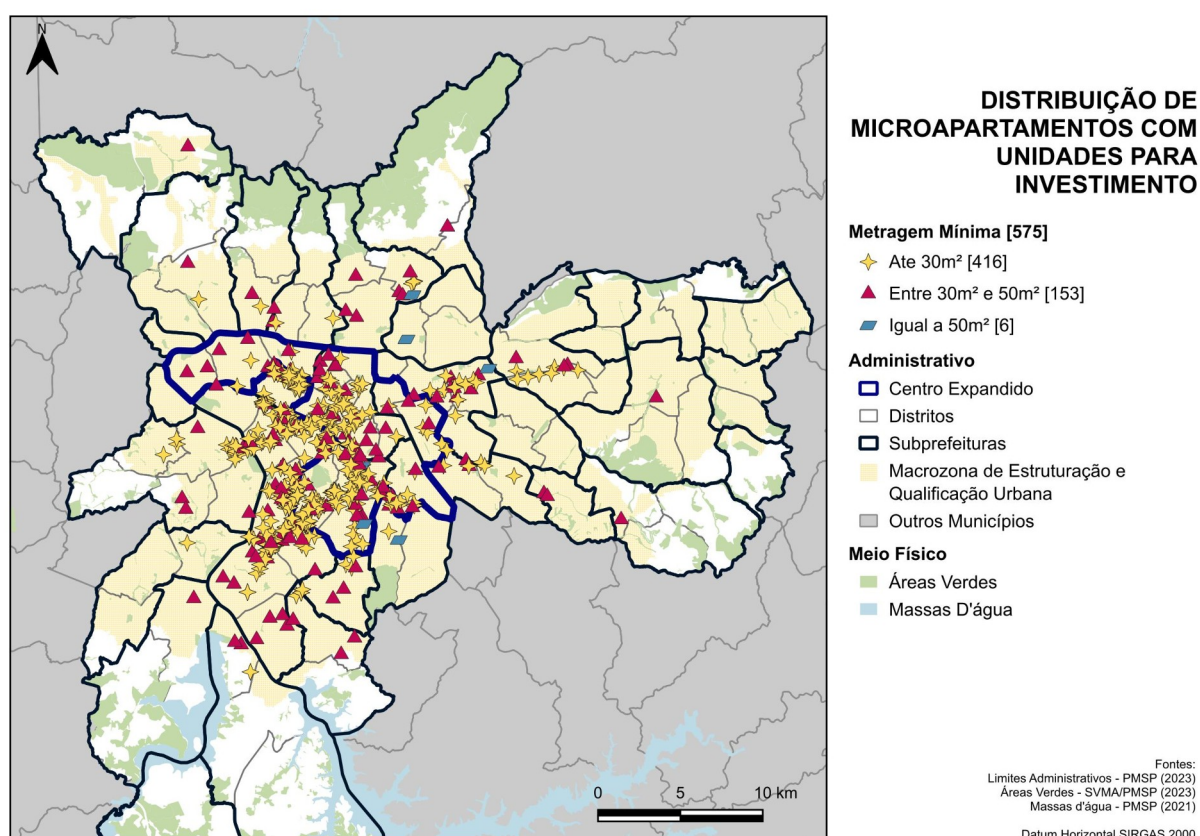 N
DISTRIBUIÇÃO DE
MICROAPARTAMENTOS COM
UNIDADES PARA
INVESTIMENTO
Metragem Mínima [575]
Ate 30m² [416]
Entre 30m² e 50m² [153]
Igual a 50m² [6]
Administrativo
Centro Expandido
Distritos
Subprefeituras
Macrozona de Estruturação e
Qualificação Urbana
Outros Municípios
Meio Físico
Áreas Verdes
Massas D'água
0 5 10 km
Fontes:
Limites Administrativos - PMSP (2023)
Áreas Verdes - SVMA/PMSP (2023)
Massas d'água - PMSP (2021)
Datum Horizontal SIRGAS 2000